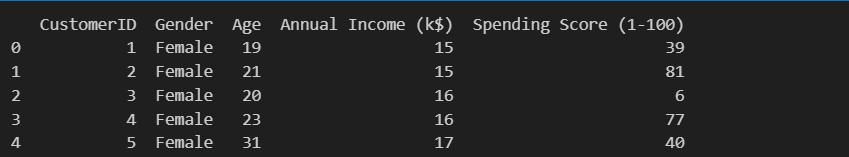 CustomerID Gender Age Annual Income (k$) Spending Score (1-100)
0 1 Female 19 15 39
1 2 Female 21 15 81
2 3 Female 20 16 6
3 4 Female 23 16 77
4 5 Female 31 17 40